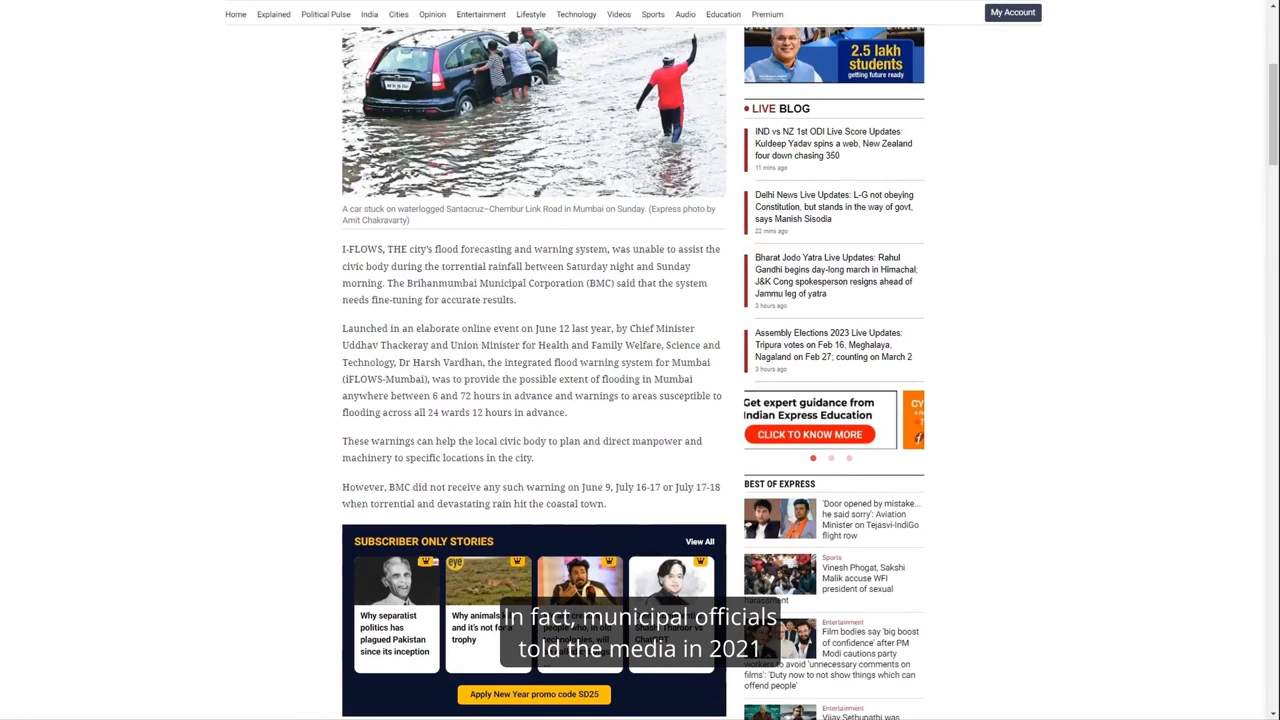 Home Explained Political Pulse India Cities Opinion Entertainment Lifestyle Technology Videos Sports Audio Education Premium My Account
A car stuck on waterlogged Santacruz–Chembur Link Road in Mumbai on Sunday. (Express photo by
Amit Chakravarty)
I-FLOWS, THE city's flood forecasting and warning system, was unable to assist the
civic body during the torrential rainfall between Saturday night and Sunday
morning. The Brihanmumbai Municipal Corporation (BMC) said that the system
needs fine-tuning for accurate results.
Launched in an elaborate online event on June 12 last year, by Chief Minister
Uddhav Thackeray and Union Minister for Health and Family Welfare, Science and
Technology, Dr Harsh Vardhan, the integrated flood warning system for Mumbai
(iFLOWS-Mumbai), was to provide the possible extent of flooding in Mumbai
anywhere between 6 and 72 hours in advance and warnings to areas susceptible to
flooding across all 24 wards 12 hours in advance.
These warnings can help the local civic body to plan and direct manpower and
machinery to specific locations in the city.
However, BMC did not receive any such warning on June 9, July 16-17 or July 17-18
when torrential and devastating rain hit the coastal town.
SUBSCRIBER ONLY STORIES View All
Why separatist
politics has
plagued Pakistan
since its inception
eye
Why animals
and it's not for a
trophy
Apply New Year promo code SD25
In fact, municipal officials
told the media in 2021
2.5 lakh
students
getting future ready
LIVE BLOG
IND vs NZ 1st ODI Live Score Updates:
Kuldeep Yadav spins a web, New Zealand
four down chasing 350
11 mins ago
Delhi News Live Updates: L-G not obeying
Constitution, but stands in the way of govt,
says Manish Sisodia
22 mins ago
Bharat Jodo Yatra Live Updates: Rahul
Gandhi begins day-long march in Himachal;
J&K Cong spokesperson resigns ahead of
Jammu leg of yatra
3 hours ago
Assembly Elections 2023 Live Updates:
Tripura votes on Feb 16, Meghalaya,
Nagaland on Feb 27; counting on March 2
3 hours ago
Get expert guidance from
Indian Express Education
CLICK TO KNOW MORE
CY
BEST OF EXPRESS
'Door opened by mistake...
he said sorry': Aviation
Minister on Tejasvi-IndiGo
flight row
Sports
Vinesh Phogat, Sakshi
Malik accuse WFI
president of sexual
harassment
Entertainment
Film bodies say 'big boost
of confidence' after PM
Modi cautions party
workers to avoid 'unnecessary comments on
films': 'Duty now to not show things which can
offend people'
Entertainment
Vijay Sethupathi was